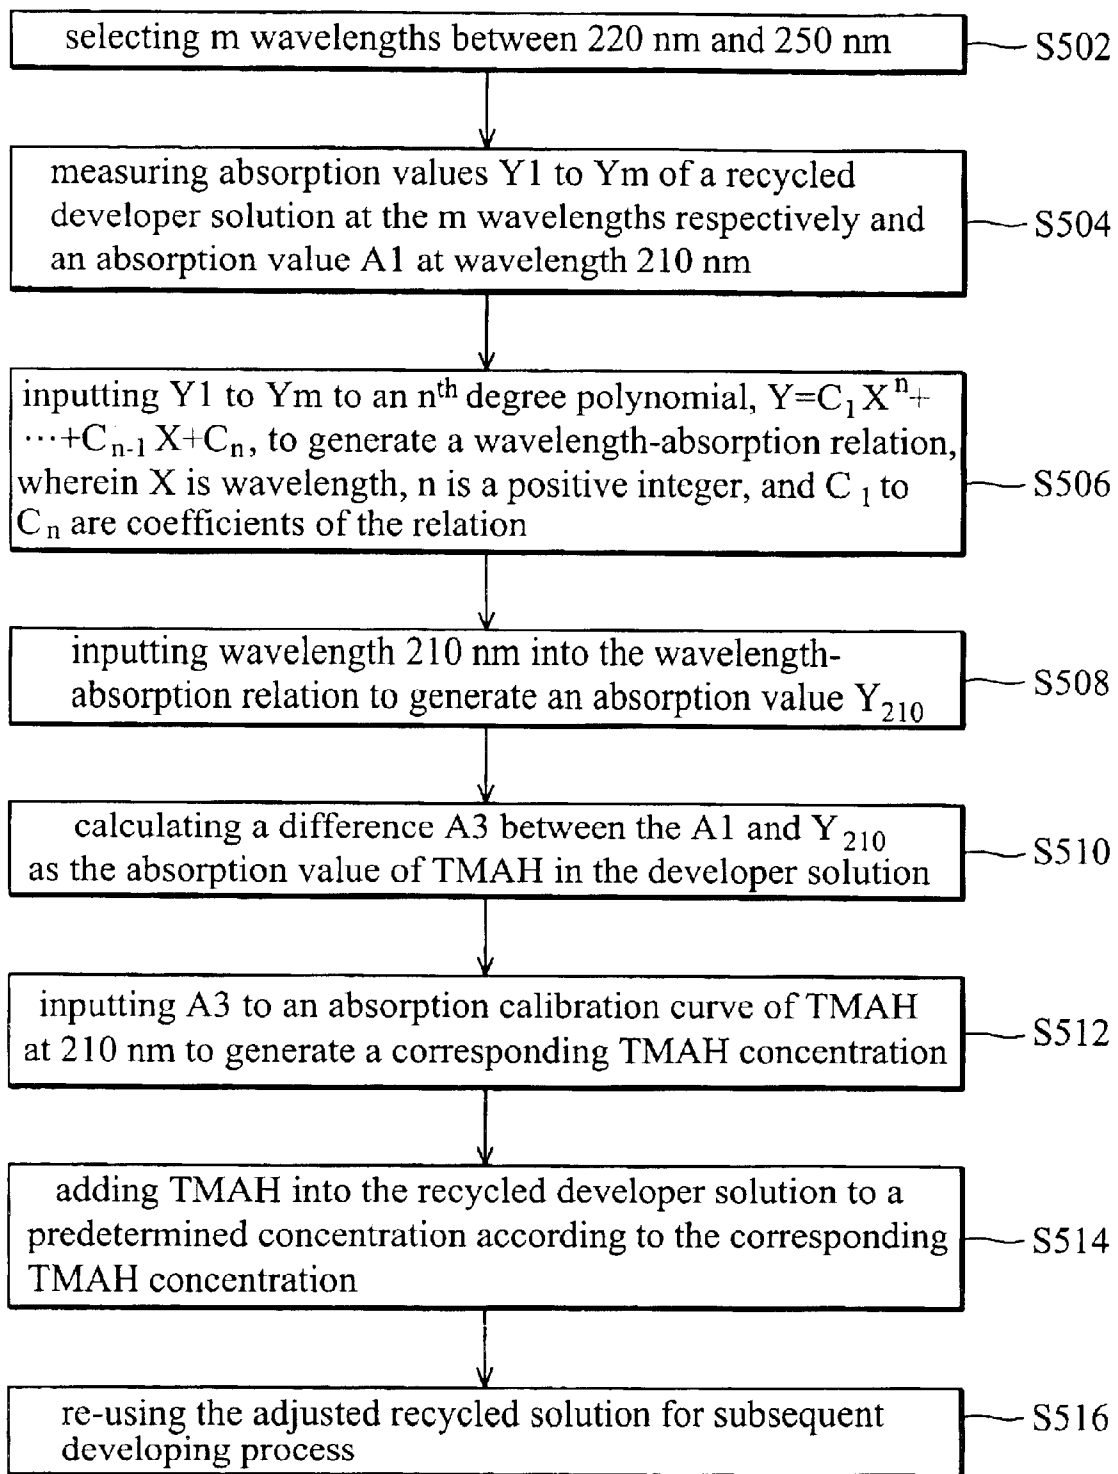 selecting m wavelengths between 220 nm and 250 nm
S502
measuring absorption values Y1 to Ym of a recycled
developer solution at the m wavelengths respectively and
an absorption value A1 at wavelength 210 nm
S504
inputting Y1 to Ym to an nth degree polynomial, Y=C1X^n+
···+Cn-1X+Cn, to generate a wavelength-absorption relation,
wherein X is wavelength, n is a positive integer, and C1 to
Cn are coefficients of the relation
S506
inputting wavelength 210 nm into the wavelength-
absorption relation to generate an absorption value Y210
S508
calculating a difference A3 between the A1 and Y210
as the absorption value of TMAH in the developer solution
S510
inputting A3 to an absorption calibration curve of TMAH
at 210 nm to generate a corresponding TMAH concentration
S512
adding TMAH into the recycled developer solution to a
predetermined concentration according to the corresponding
TMAH concentration
S514
re-using the adjusted recycled solution for subsequent
developing process
S516